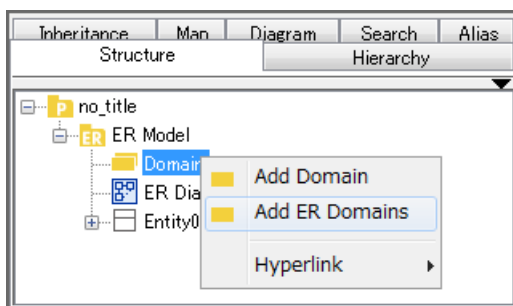 Inheritance Map Diagram Search Alias
Structure Hierarchy
P no_title
ER ER Model
Domain
Add Domain
ER Dia
Add ER Domains
Entity0
Hyperlink